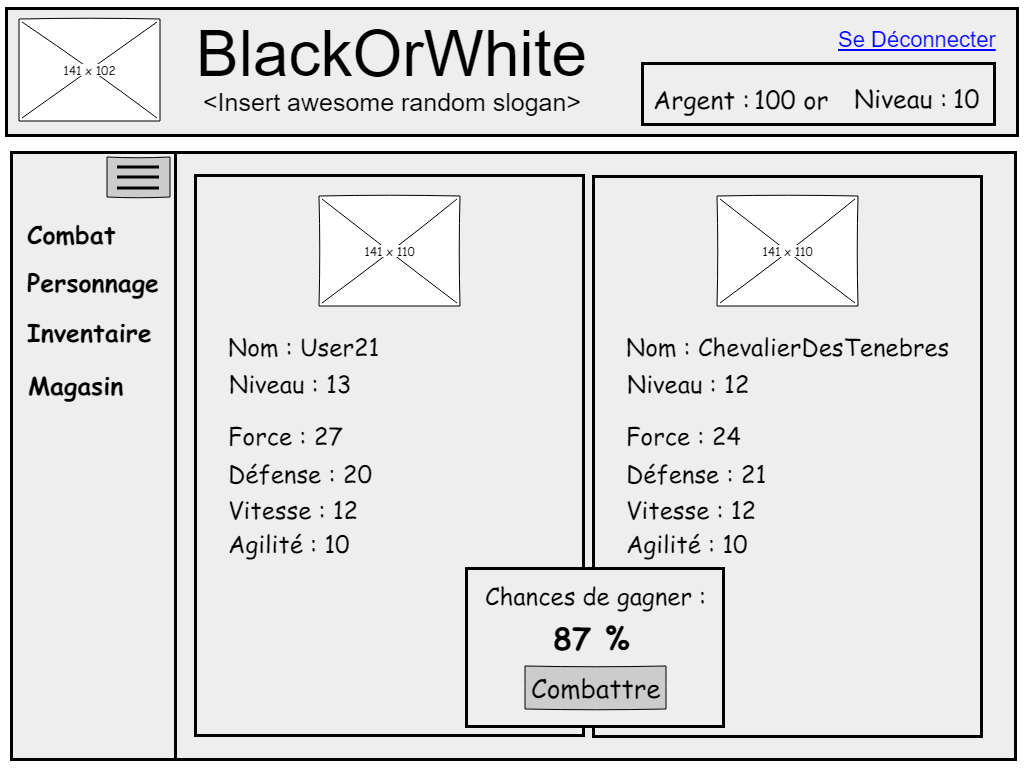 141 x 102
BlackOrWhite
<Insert awesome random slogan>
Se Déconnecter
Argent : 100 or Niveau : 10
Combat
Personnage
Inventaire
Magasin
141 x 110
Nom : User21
Niveau : 13
Force : 27
Défense : 20
Vitesse : 12
Agilité : 10
141 x 110
Nom : ChevalierDesTenebres
Niveau : 12
Force : 24
Défense : 21
Vitesse : 12
Agilité : 10
Chances de gagner :
87 %
Combattre